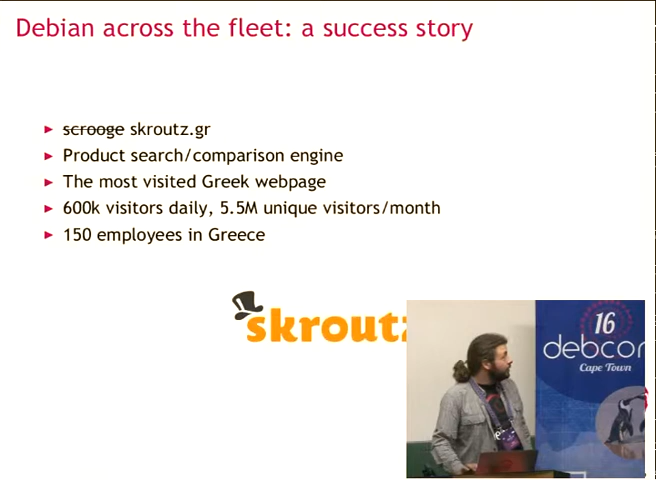 Debian across the fleet: a success story
scrooge skroutz.gr
Product search/comparison engine
The most visited Greek webpage
600k visitors daily, 5.5M unique visitors/month
150 employees in Greece
skroutz
16
debcon
Cape Town